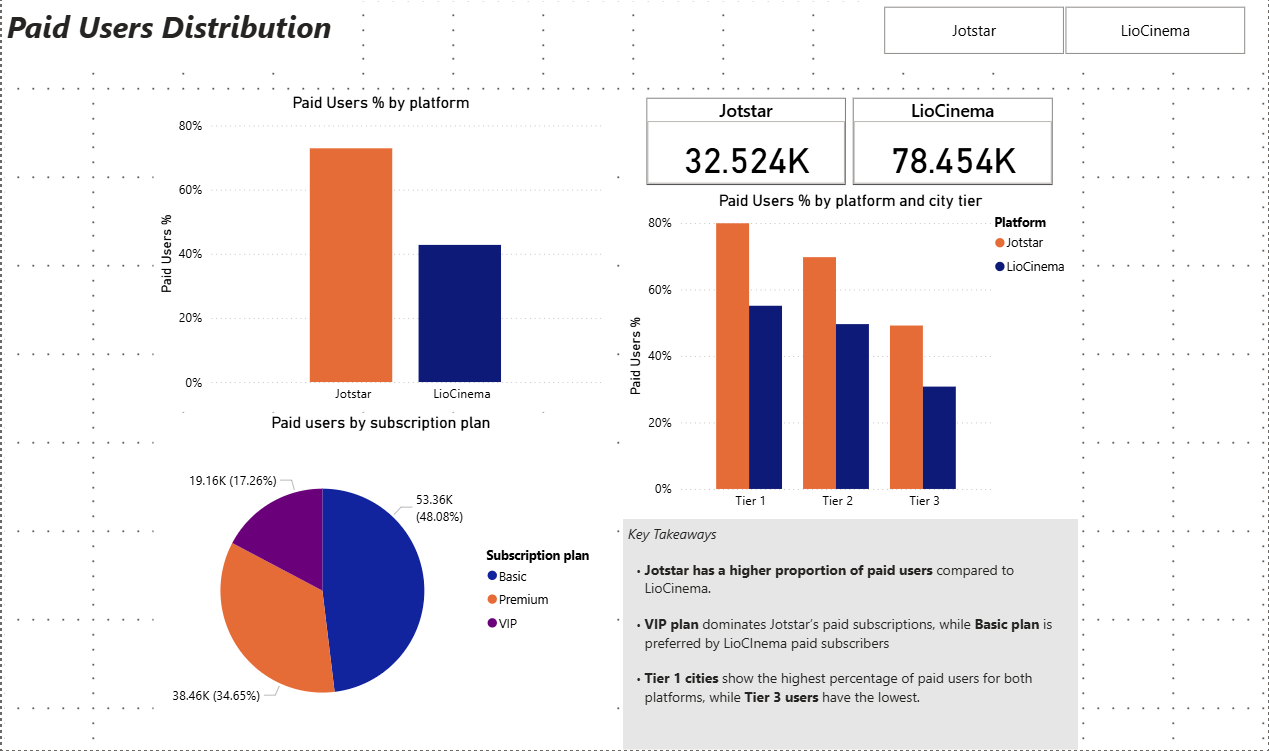 Paid Users Distribution
Jotstar
LioCinema
Paid Users % by platform
80%
60%
40%
20%
0%
Paid Users %
Jotstar
LioCinema
Jotstar
32.524K
LioCinema
78.454K
Paid Users % by platform and city tier
80%
60%
40%
20%
0%
Paid Users %
Tier 1
Tier 2
Tier 3
Platform
Jotstar
LioCinema
Paid users by subscription plan
19.16K (17.26%)
53.36K
(48.08%)
38.46K (34.65%)
Subscription plan
Basic
Premium
VIP
Key Takeaways
• Jotstar has a higher proportion of paid users compared to
LioCinema.
• VIP plan dominates Jotstar's paid subscriptions, while Basic plan is
preferred by LioCInema paid subscribers
• Tier 1 cities show the highest percentage of paid users for both
platforms, while Tier 3 users have the lowest.